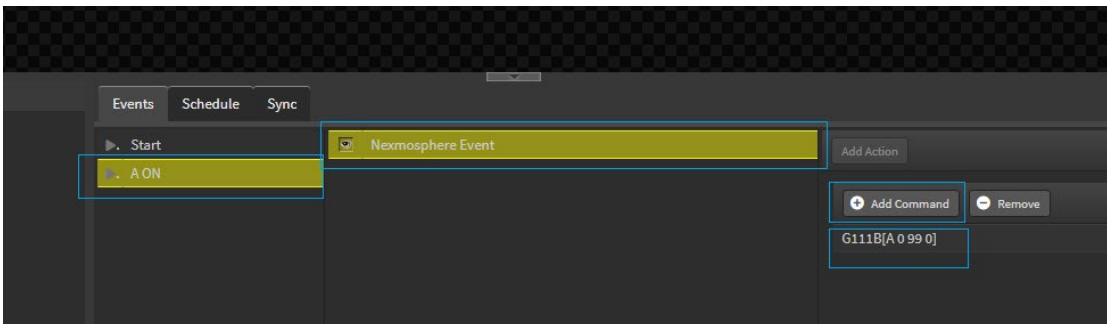 Events Schedule Sync
Start
Nexmosphere Event
Add Action
A ON
Add Command Remove
G111B[A 0 99 0]